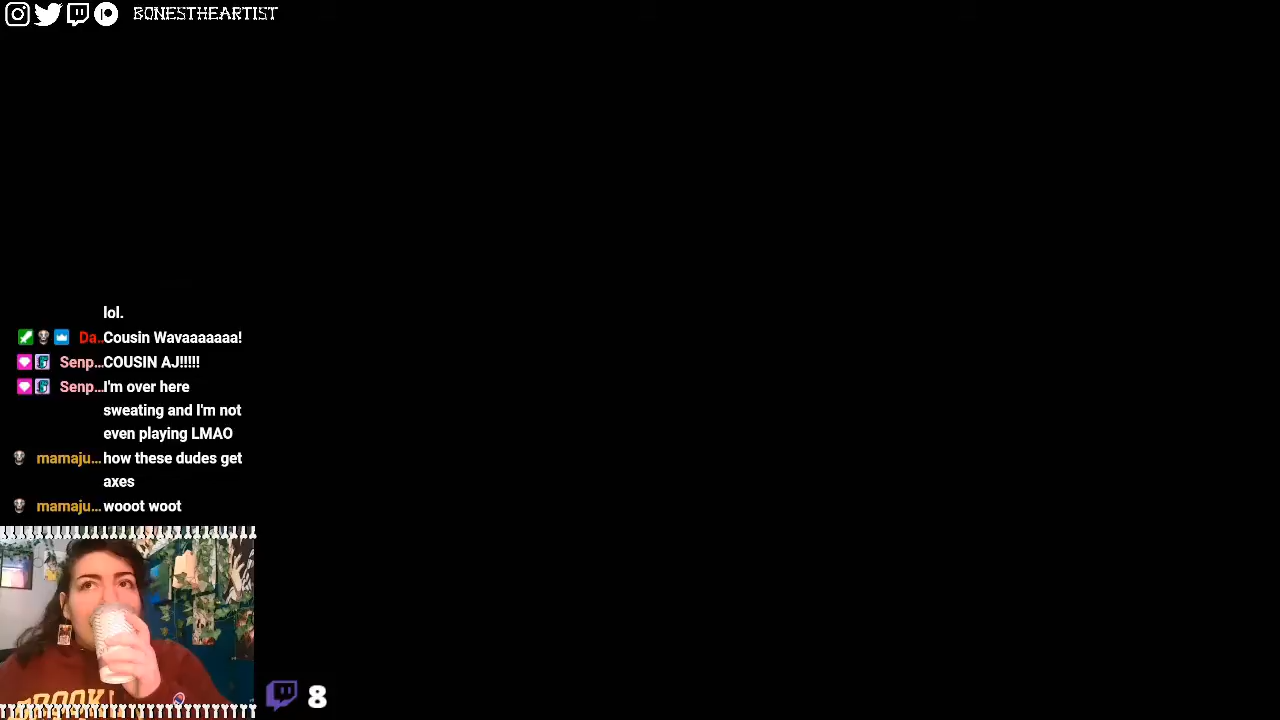 BONESTHEARTIST
lol.
Da..Cousin Wavaaaaaaa!
Senp...COUSIN AJ!!!!!
Senp...I'm over here
sweating and I'm not
even playing LMAO
mamaju...how these dudes get
axes
mamaju...wooot woot
8